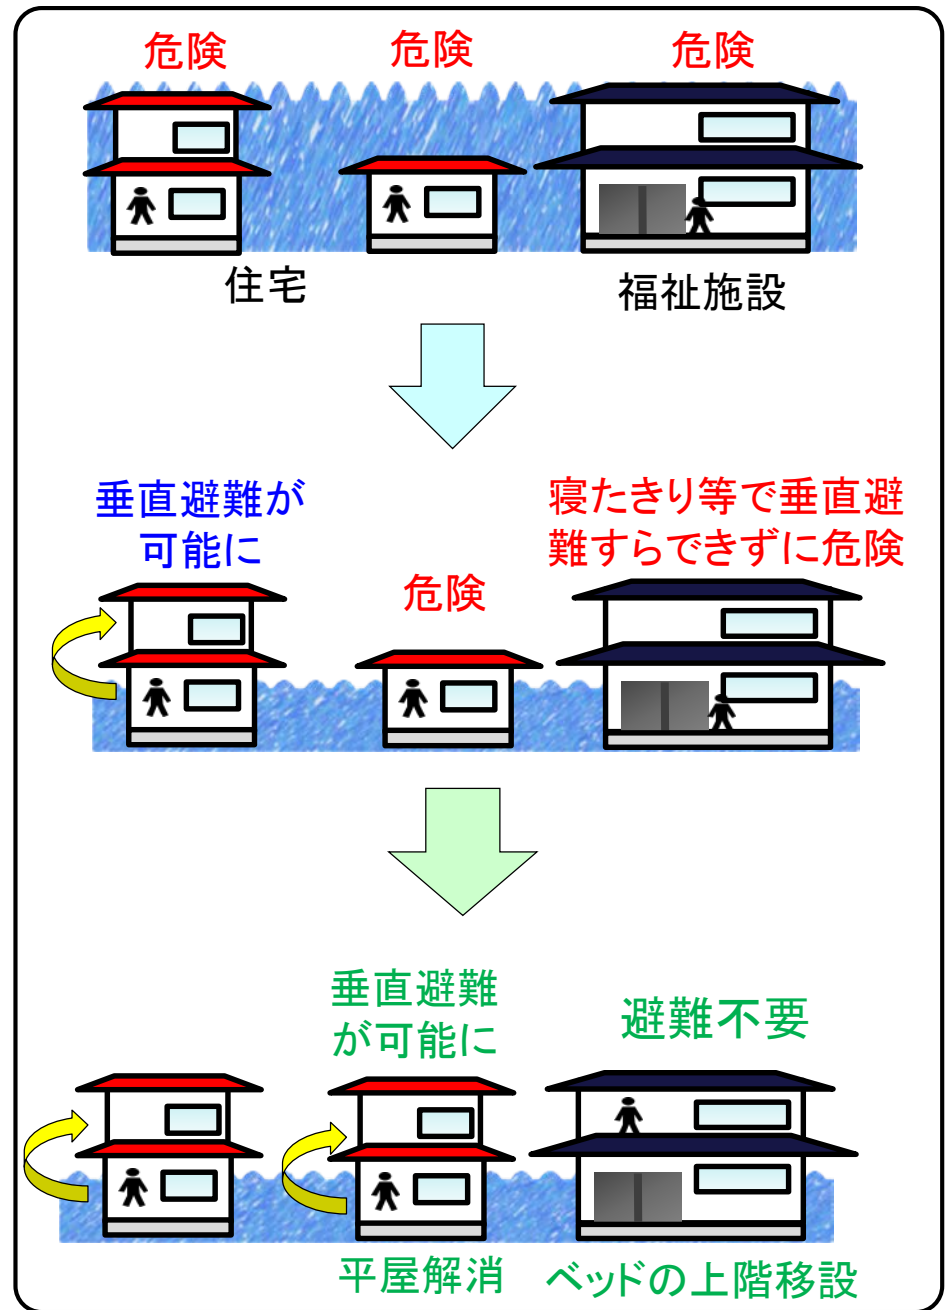 危険
危険
危険
住宅
福祉施設
垂直避難が
可能に
危険
寝たきり等で垂直避
難すらできずに危険
垂直避難
が可能に
避難不要
平屋解消
ベッドの上階移設